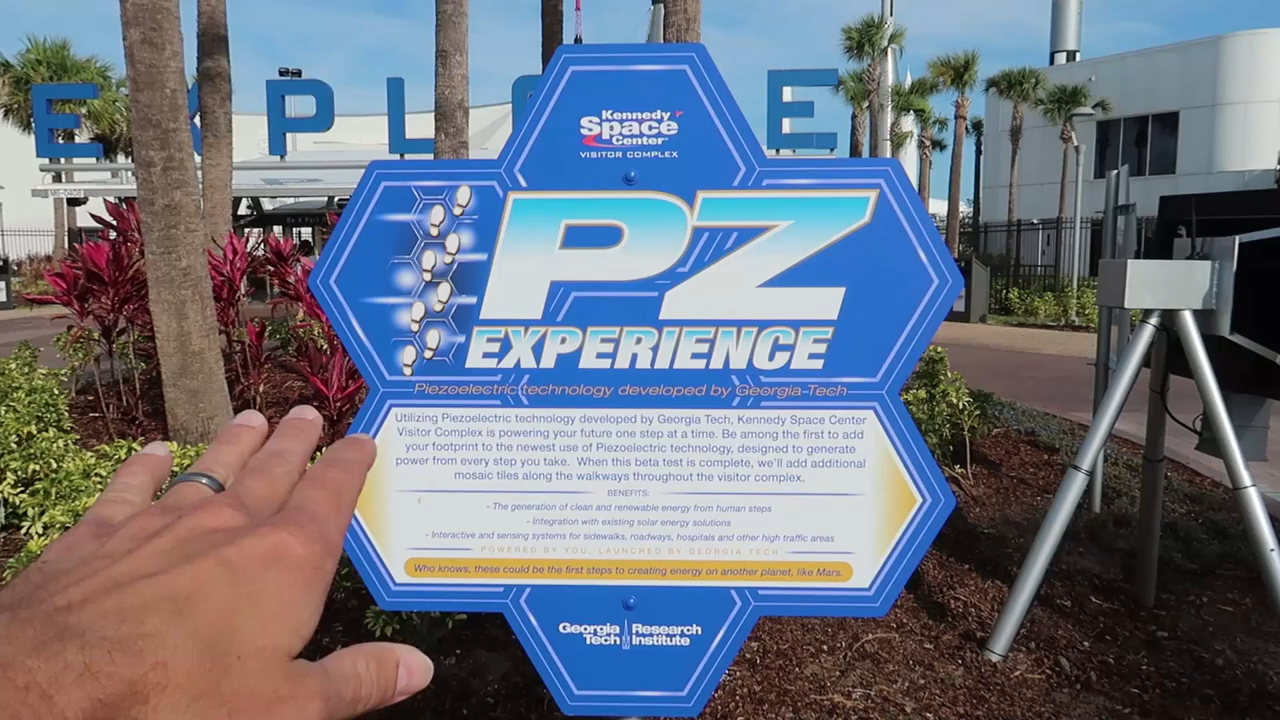 E PL E
Kennedy
Space
Center
VISITOR COMPLEX
M6-0408
Be A Part
PZ
EXPERIENCE
Piezoelectric technology developed by Georgia Tech
Utilizing Piezoelectric technology developed by Georgia Tech, Kennedy Space Center
Visitor Complex is powering your future one step at a time. Be among the first to add
your footprint to the newest use of Piezoelectric technology, designed to generate
power from every step you take. When this beta test is complete, we'll add additional
mosaic tiles along the walkways throughout the visitor complex.
BENEFITS:
- The generation of clean and renewable energy from human steps
- Integration with existing solar energy solutions
- Interactive and sensing systems for sidewalks, roadways, hospitals and other high traffic areas
POWERED BY YOU, LAUNCHED BY GEORGIA TECH
Who knows, these could be the first steps to creating energy on another planet, like Mars.
Georgia Tech Research Institute